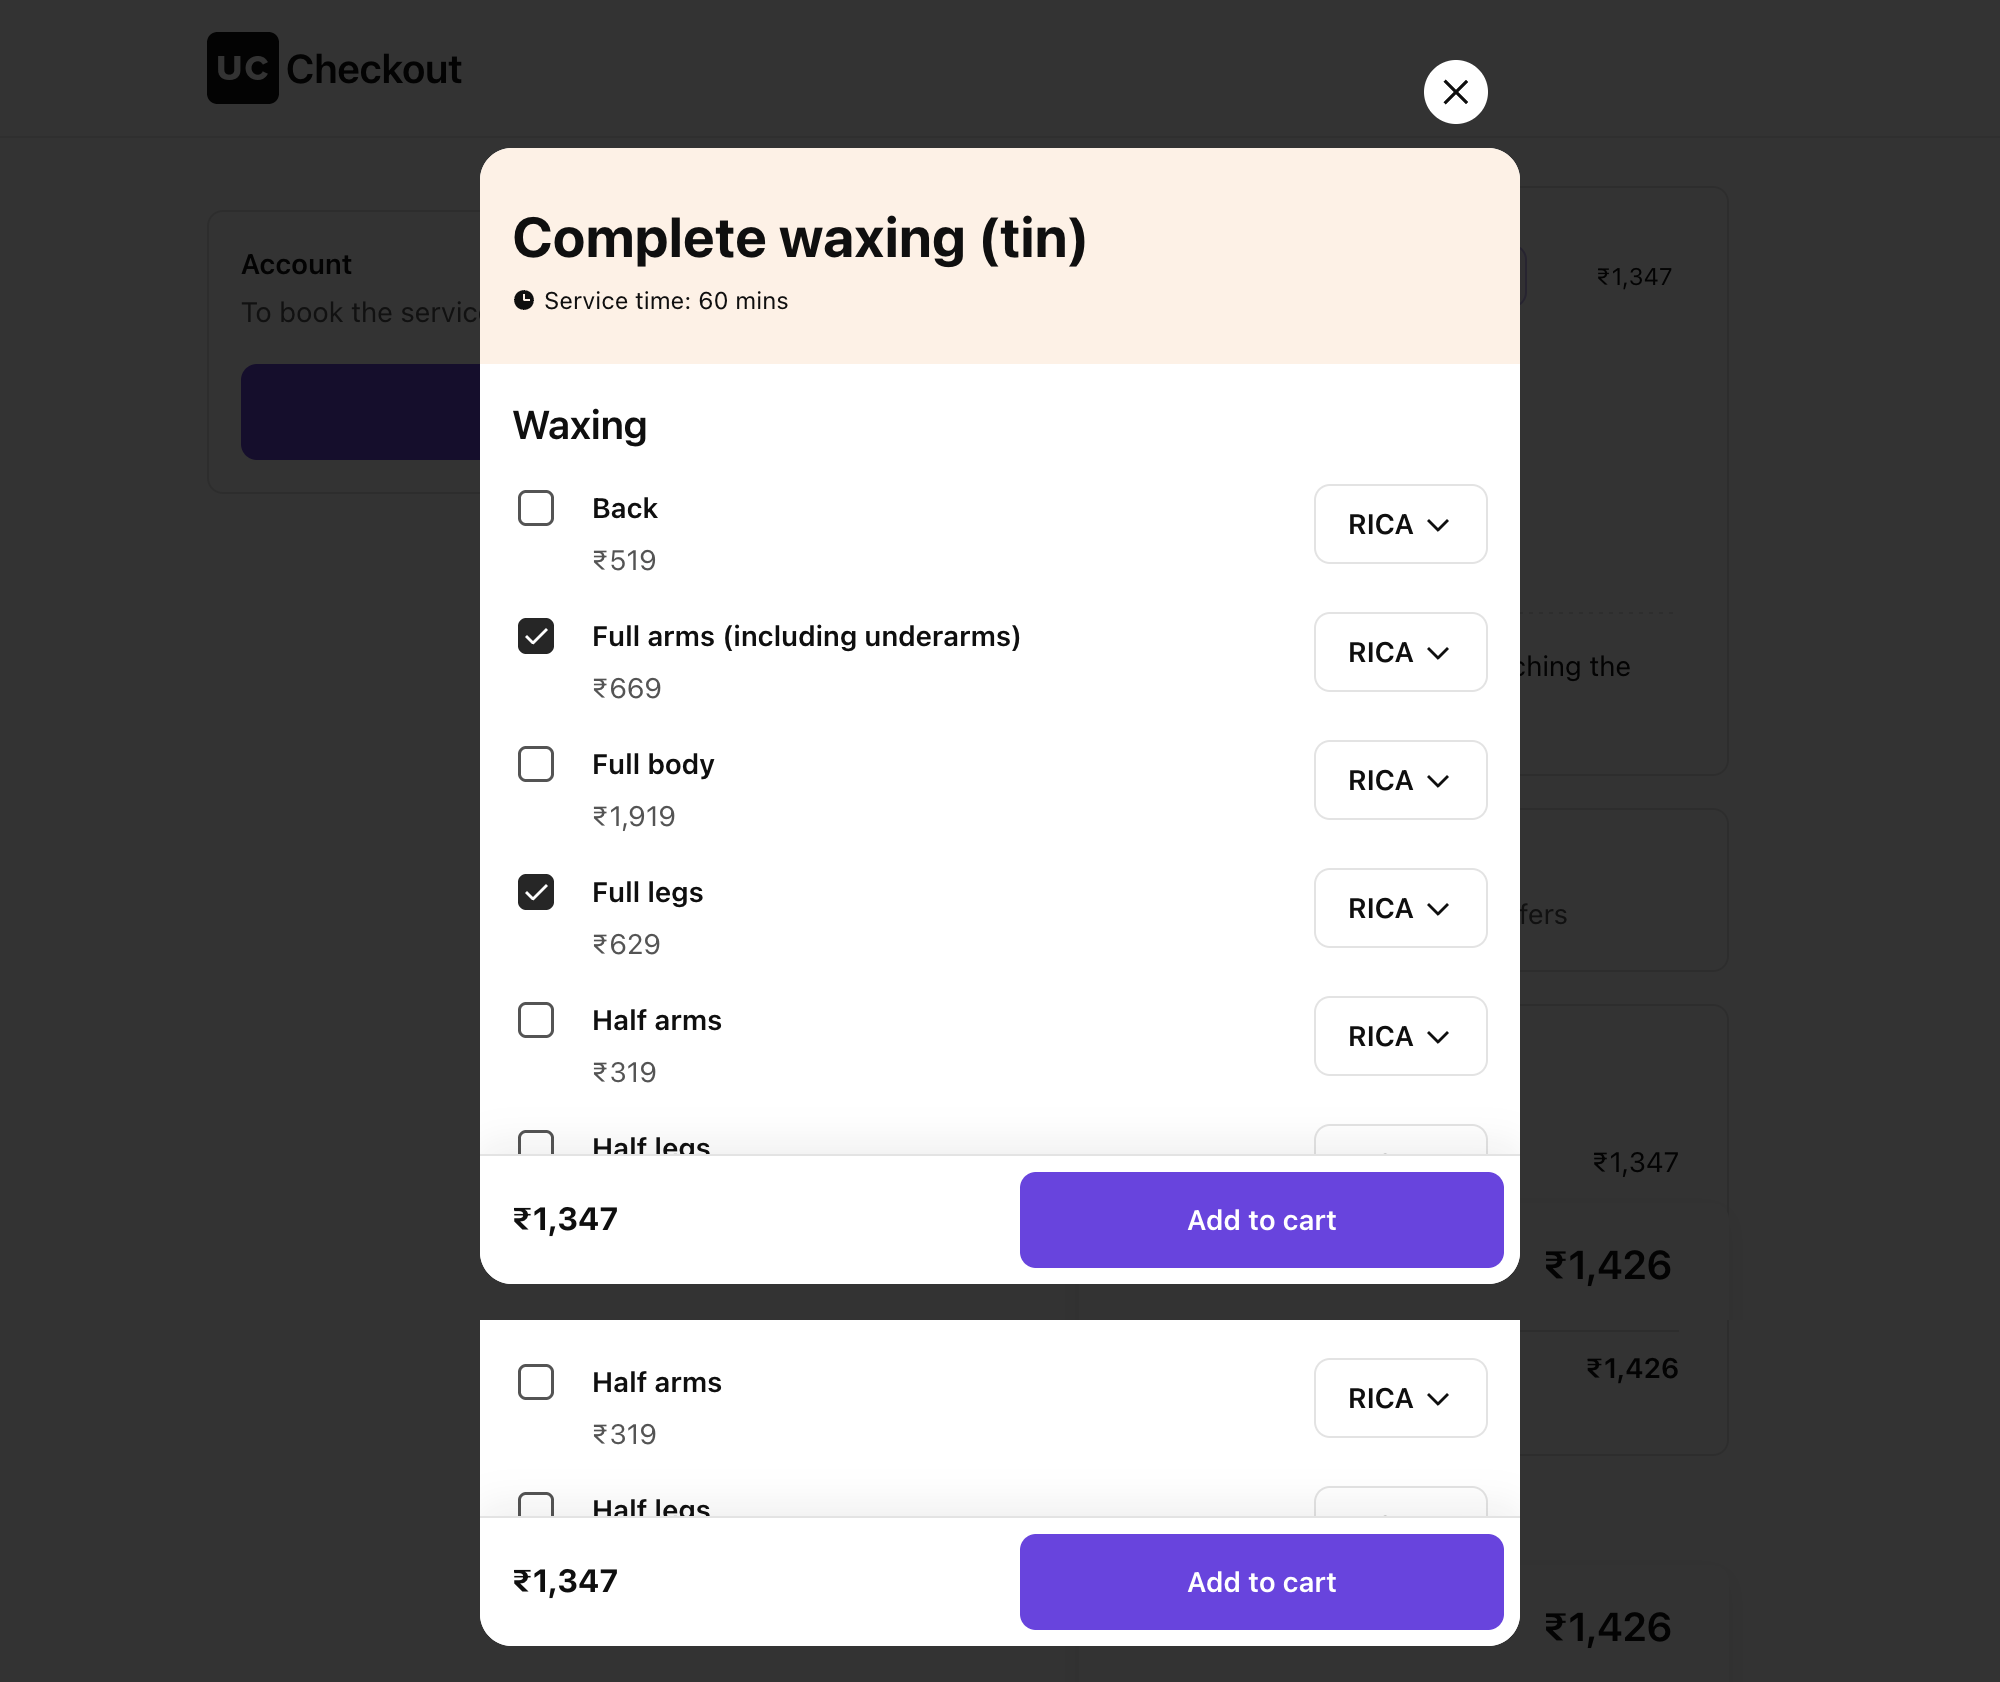 UC Checkout
Account
To book the servic
₹1,347
ching the
fers
₹1,347
₹1,426
₹1,426
₹1,426
Complete waxing (tin)
Service time: 60 mins
Waxing
Back
RICA
₹519
Full arms (including underarms)
RICA
₹669
Full body
RICA
₹1,919
Full legs
RICA
₹629
Half arms
RICA
₹319
Half legs
₹1,347
Add to cart
Half arms
RICA
₹319
Half legs
₹1,347
Add to cart